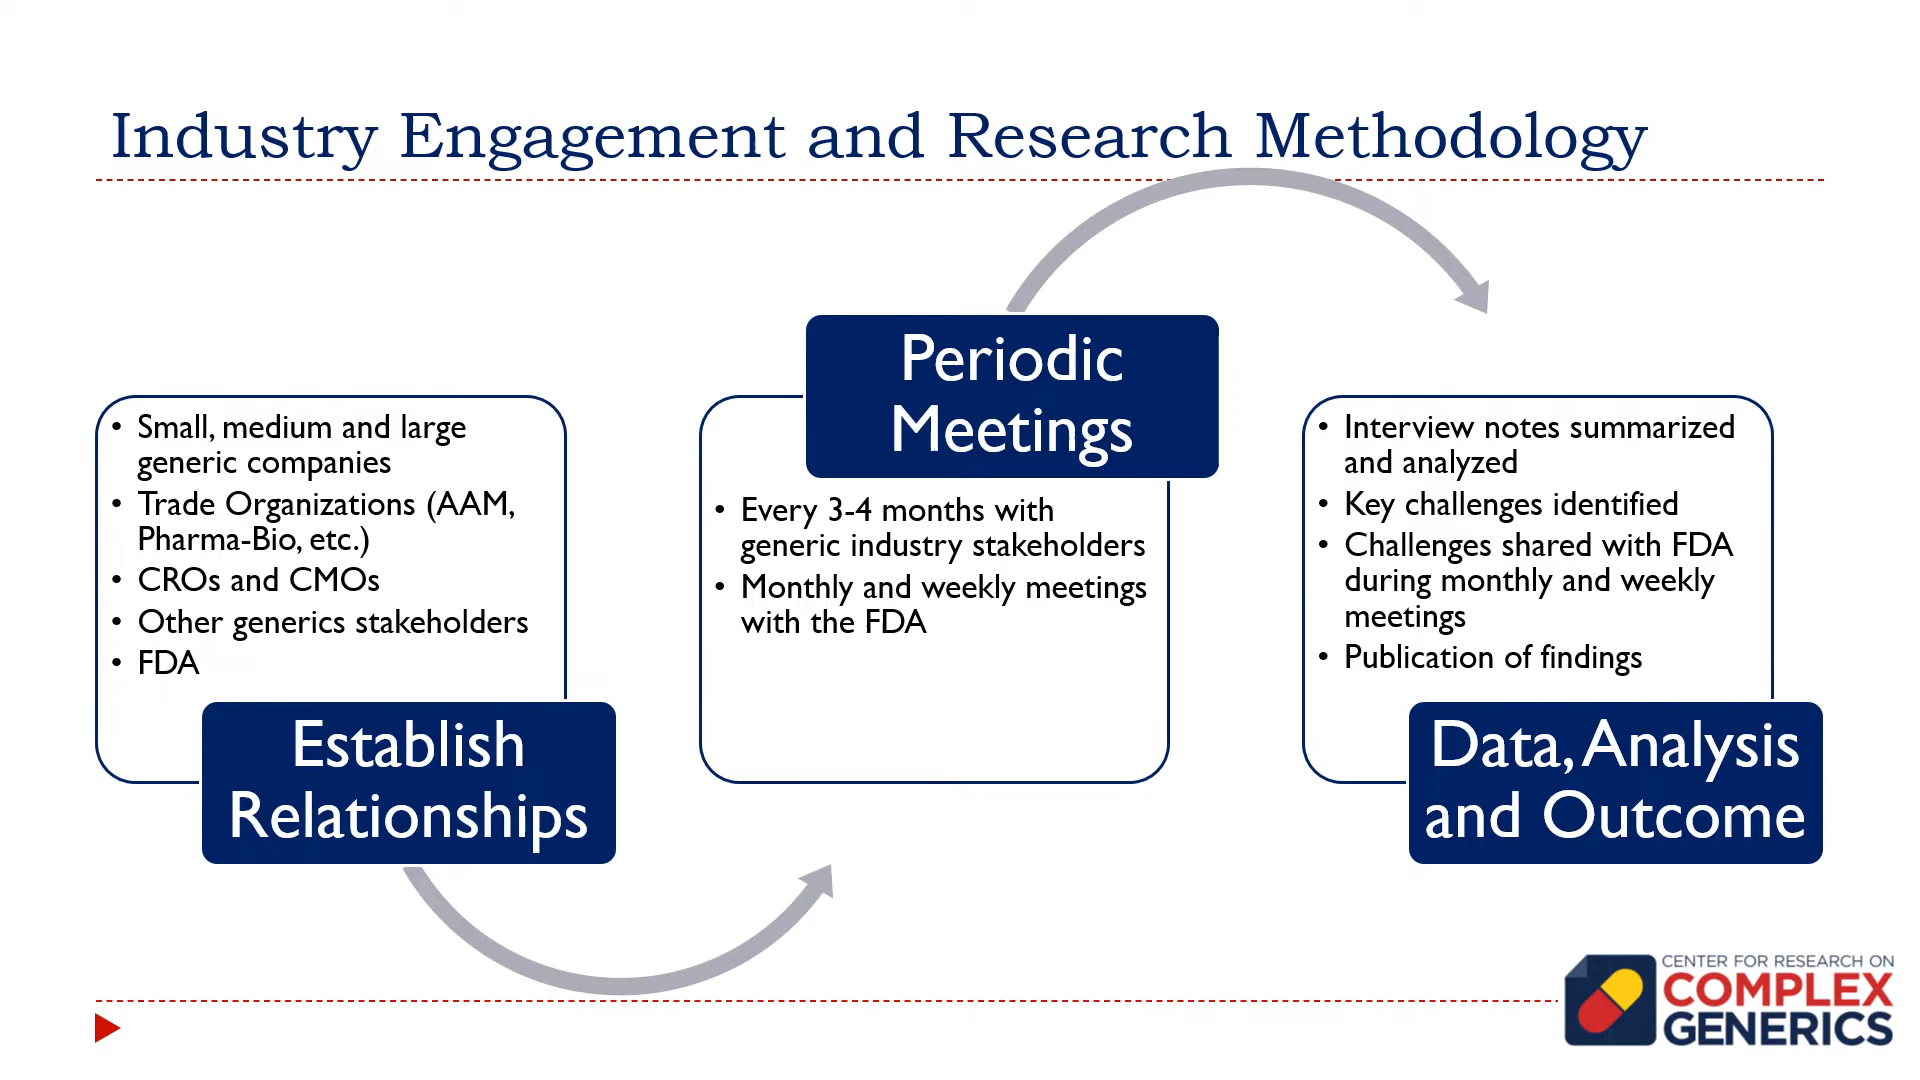 Industry Engagement and Research Methodology
• Small, medium and large
generic companies
• Trade Organizations (AAM,
Pharma-Bio, etc.)
• CROs and CMOs
• Other generics stakeholders
• FDA
Establish
Relationships
Periodic
Meetings
• Every 3-4 months with
generic industry stakeholders
• Monthly and weekly meetings
with the FDA
• Interview notes summarized
and analyzed
• Key challenges identified
• Challenges shared with FDA
during monthly and weekly
meetings
• Publication of findings
Data, Analysis
and Outcome
CENTER FOR RESEARCH ON
COMPLEX
GENERICS